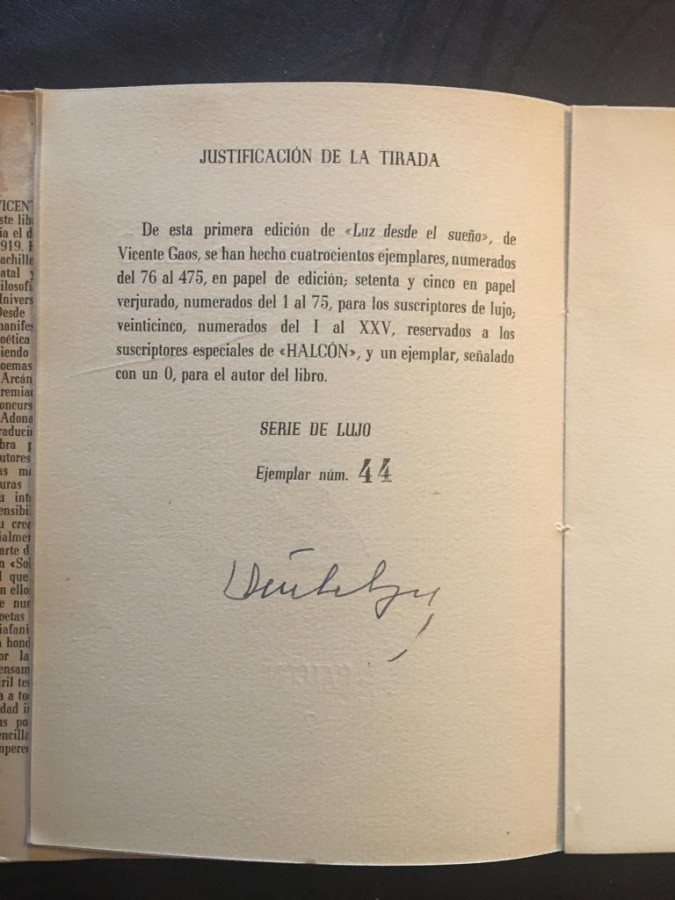 JUSTIFICACIÓN DE LA TIRADA
De esta primera edición de «Luz desde el sueño», de
Vicente Gaos, se han hecho cuatrocientos ejemplares, numerados
del 76 al 475, en papel de edición; setenta y cinco en papel
verjurado, numerados del 1 al 75, para los suscriptores de lujo;
veinticinco, numerados del I al XXV, reservados a los
suscriptores especiales de «HALCÓN», y un ejemplar, señalado
con un 0, para el autor del libro.
SERIE DE LUJO
Ejemplar núm. 44